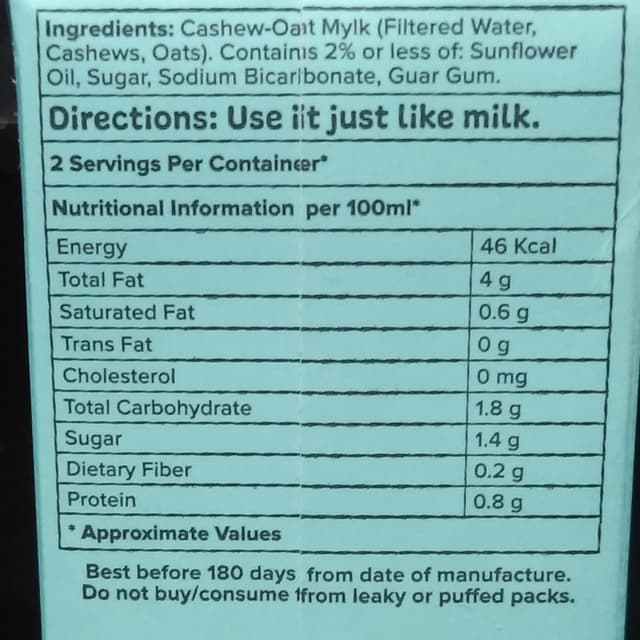 Ingredients: Cashew-Oat Mylk (Filtered Water,
Cashews, Oats). Contains 2% or less of: Sunflower
Oil, Sugar, Sodium Bicarbonate, Guar Gum.
Directions: Use it just like milk.
2 Servings Per Container*
Nutritional Information per 100ml*
Energy 46 Kcal
Total Fat 4 g
Saturated Fat 0.6 g
Trans Fat 0 g
Cholesterol 0 mg
Total Carbohydrate 1.8 g
Sugar 1.4 g
Dietary Fiber 0.2 g
Protein 0.8 g
* Approximate Values
Best before 180 days from date of manufacture.
Do not buy/consume from leaky or puffed packs.